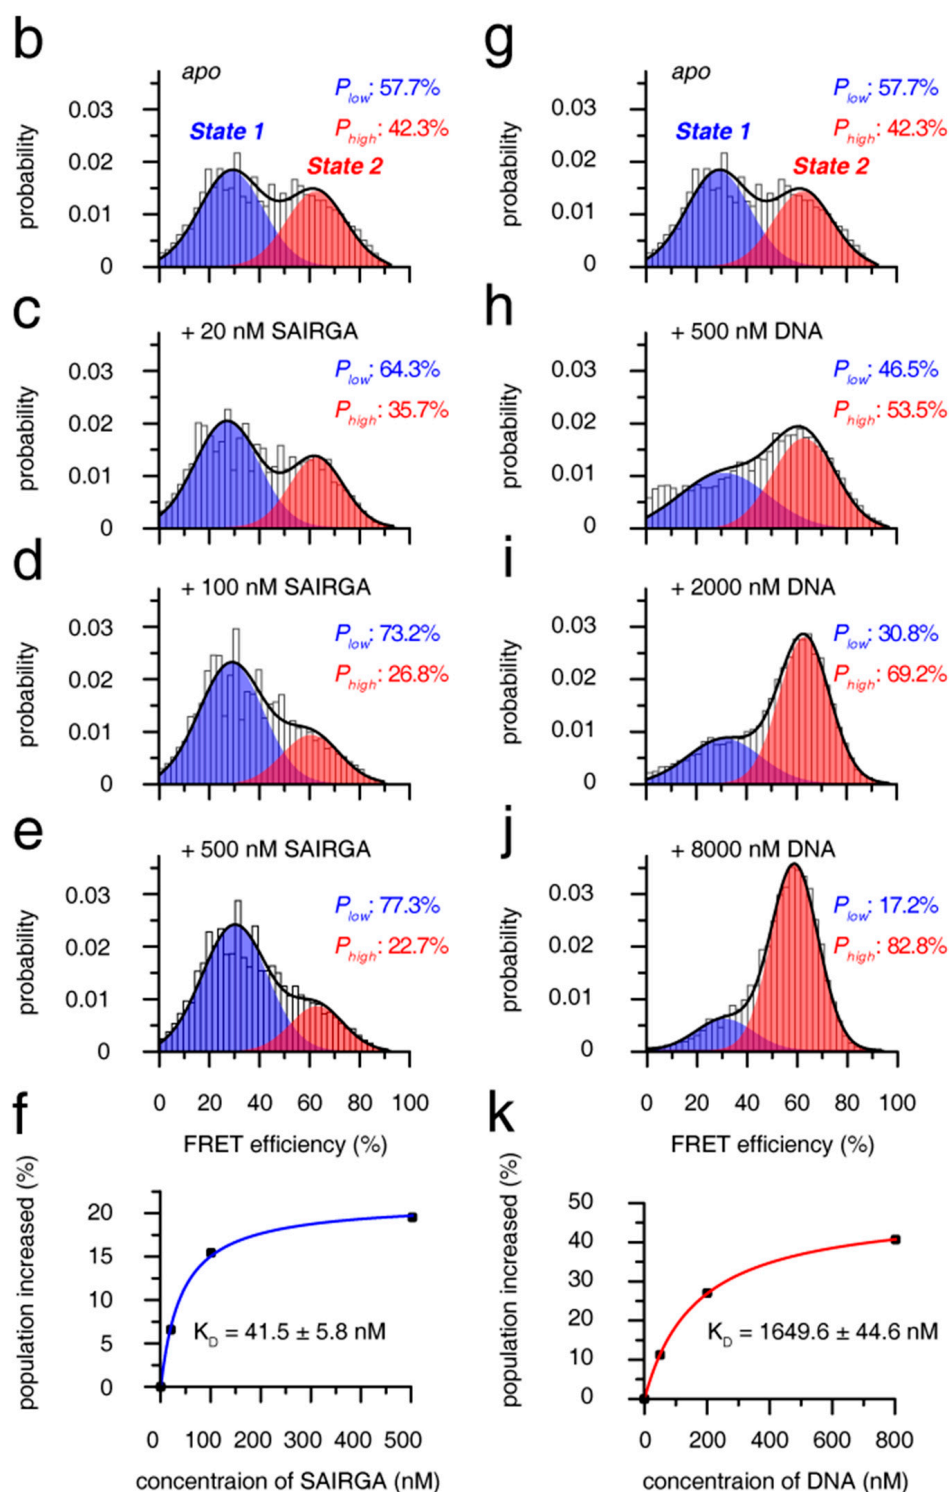 b
apo
P_low: 57.7%
P_high: 42.3%
State 1
State 2
probability
0.03
0.02
0.01
0
c
+ 20 nM SAIRGA
P_low: 64.3%
P_high: 35.7%
probability
0.03
0.02
0.01
0
d
+ 100 nM SAIRGA
P_low: 73.2%
P_high: 26.8%
probability
0.03
0.02
0.01
0
e
+ 500 nM SAIRGA
P_low: 77.3%
P_high: 22.7%
probability
0.03
0.02
0.01
0
0 20 40 60 80 100
FRET efficiency (%)
f
population increased (%)
20
15
10
5
0
K_D = 41.5 ± 5.8 nM
0 100 200 300 400 500
concentraion of SAIRGA (nM)
g
apo
P_low: 57.7%
P_high: 42.3%
State 1
State 2
probability
0.03
0.02
0.01
0
h
+ 500 nM DNA
P_low: 46.5%
P_high: 53.5%
probability
0.03
0.02
0.01
0
i
+ 2000 nM DNA
P_low: 30.8%
P_high: 69.2%
probability
0.03
0.02
0.01
0
j
+ 8000 nM DNA
P_low: 17.2%
P_high: 82.8%
probability
0.03
0.02
0.01
0
0 20 40 60 80 100
FRET efficiency (%)
k
population increased (%)
50
40
30
20
10
0
K_D = 1649.6 ± 44.6 nM
0 200 400 600 800
concentraion of DNA (nM)